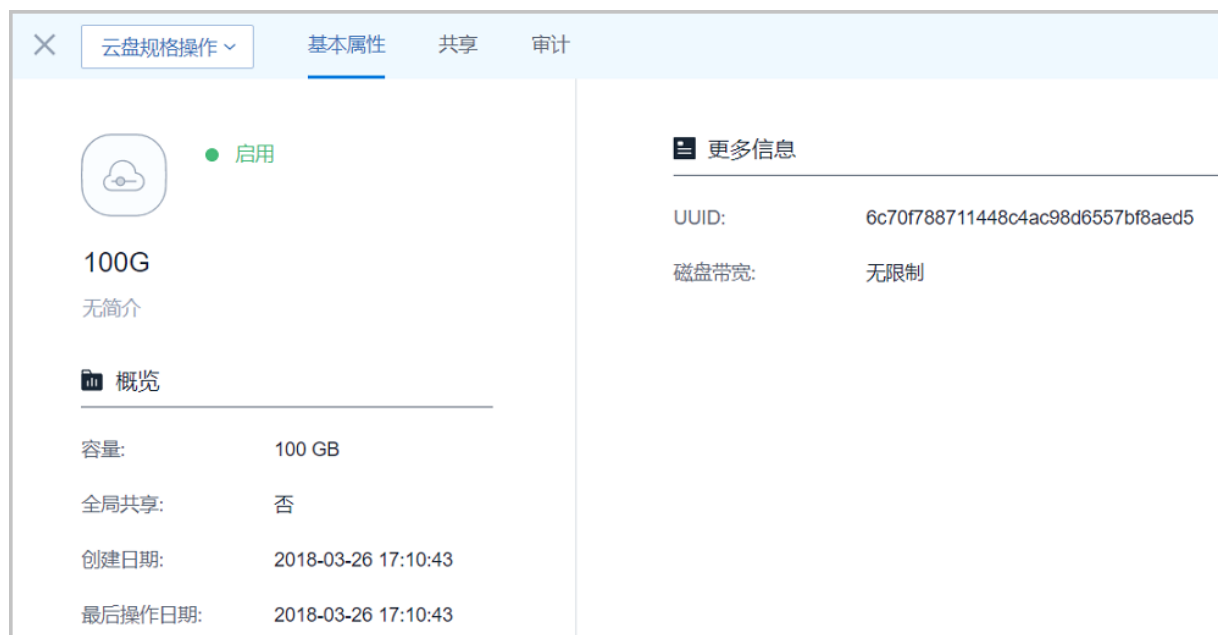 云盘规格操作 基本属性 共享 审计
启用
100G
无简介
概览
容量: 100 GB
全局共享: 否
创建日期: 2018-03-26 17:10:43
最后操作日期: 2018-03-26 17:10:43
更多信息
UUID: 6c70f788711448c4ac98d6557bf8aed5
磁盘带宽: 无限制